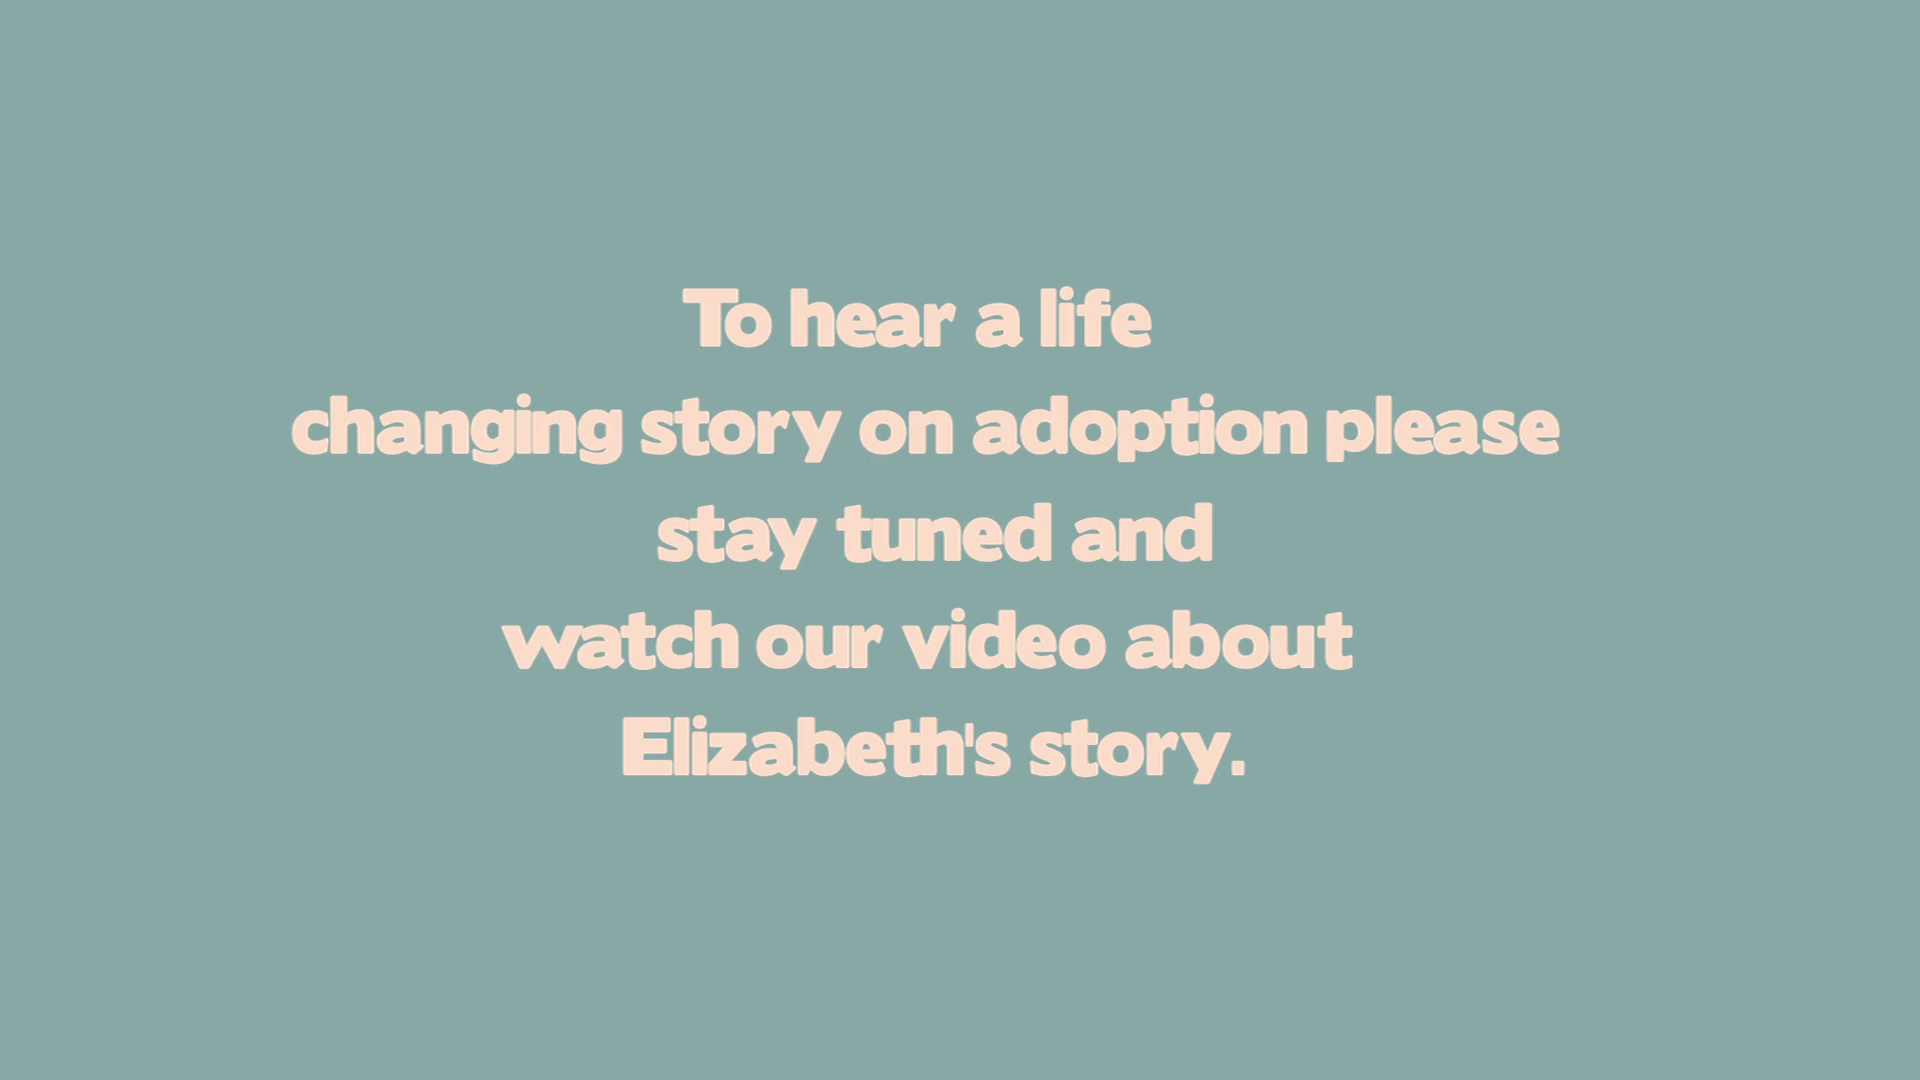 To hear a life
changing story on adoption please
stay tuned and
watch our video about
Elizabeth's story.